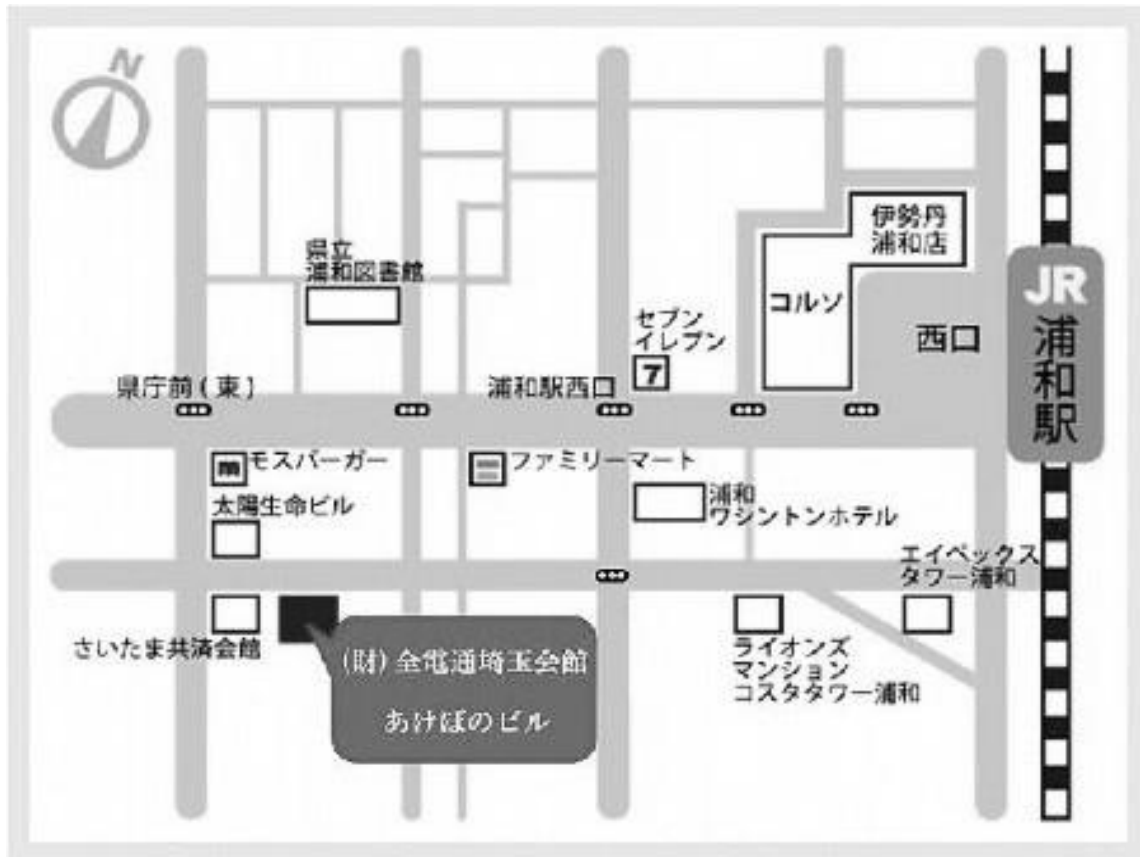 N
伊勢丹
浦和店
JR
浦和駅
県立
浦和図書館
コルソ
セブン
イレブン
7
西口
県庁前(東)
浦和駅西口
m
モスバーガー
ファミリーマート
太陽生命ビル
浦和
ワシントンホテル
エイペックス
タワー浦和
さいたま共済会館
(財)全電通埼玉会館
あけぼのビル
ライオンズ
マンション
コスタタワー浦和